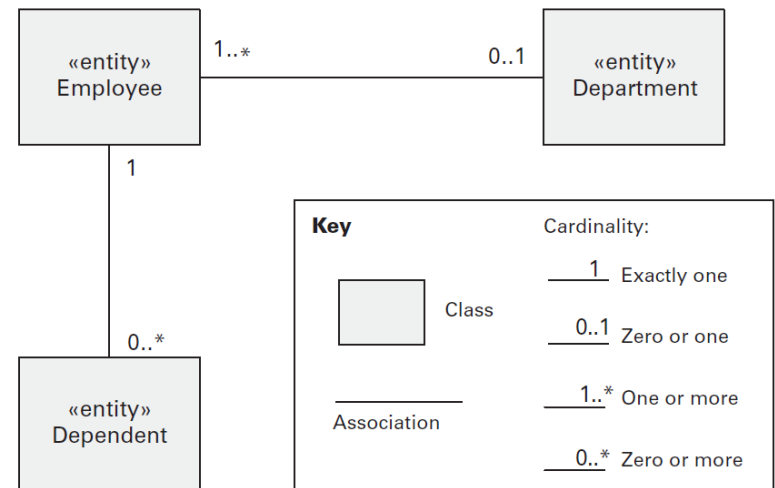 «entity»
Employee
1..*
0..1
«entity»
Department
1
0..*
«entity»
Dependent
Key
Class
Association
Cardinality:
1 Exactly one
0..1 Zero or one
1..* One or more
0..* Zero or more